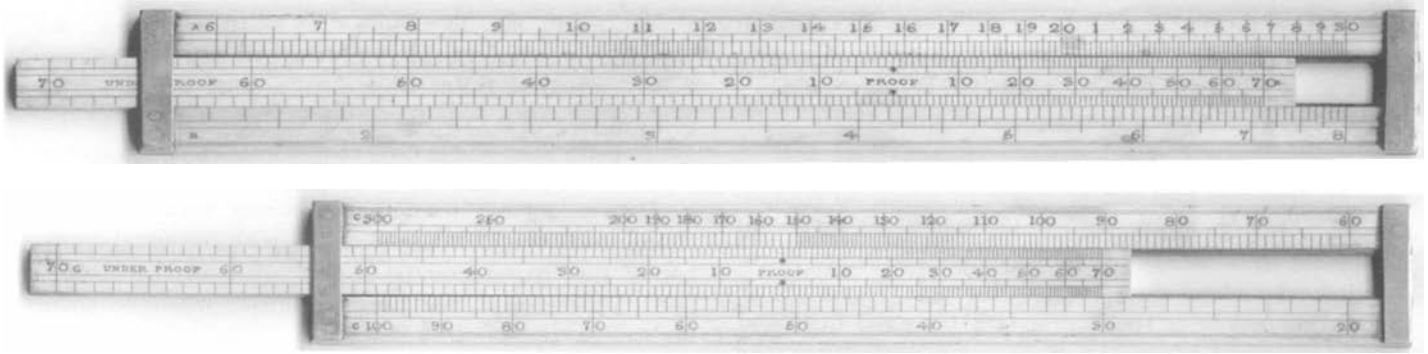 A 6 7 8 9 10 11 12 13 14 15 16 17 18 19 20 1 2 3 4 5 6 7 8 9 30
70 UNDER PROOF 60 50 40 30 20 10 PROOF 10 20 30 40 50 60 70
B 2 3 4 5 6 7 8
C 300 250 200 190 180 170 160 150 140 130 120 110 100 90 80 70 60
70 G UNDER PROOF 60 50 40 30 20 10 PROOF 10 20 30 40 50 60 70
C 100 90 80 70 60 50 40 30 20